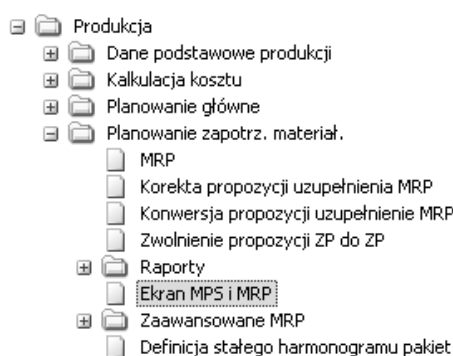 Produkcja
Dane podstawowe produkcji
Kalkulacja kosztu
Planowanie główne
Planowanie zapotrz. materiał.
MRP
Korekta propozycji uzupełnienia MRP
Konwersja propozycji uzupełnienie MRP
Zwolnienie propozycji ZP do ZP
Raporty
Ekran MPS i MRP
Zaawansowane MRP
Definicja stałego harmonogramu pakiet